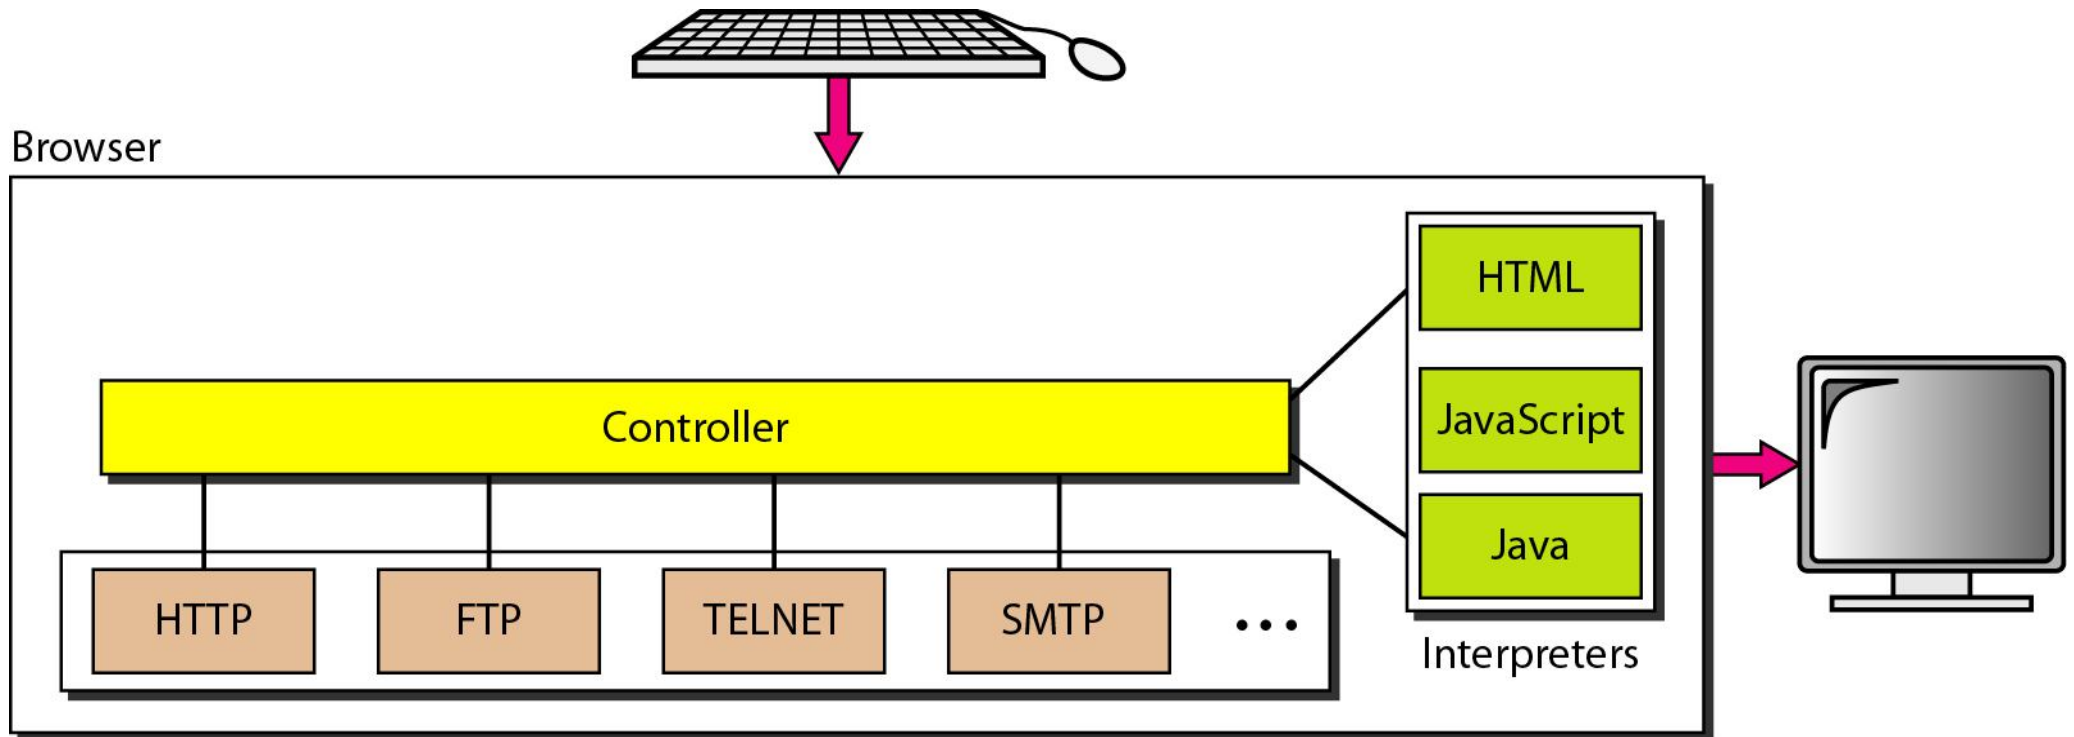 Browser
HTML
JavaScript
Controller
Java
HTTP
FTP
TELNET
SMTP
...
Interpreters